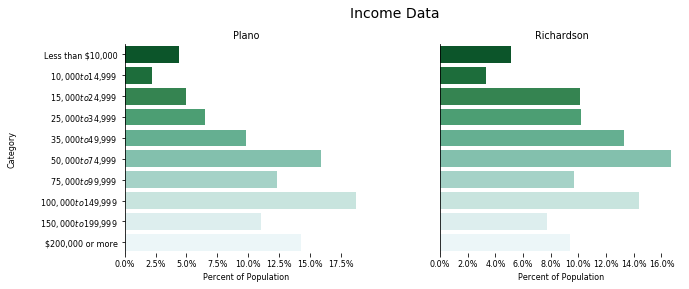 Income Data
Plano
Richardson
Category
Less than $10,000
10,000to14,999
15,000to24,999
25,000to34,999
35,000to49,999
50,000to74,999
75,000to99,999
100,000to149,999
150,000to199,999
$200,000 or more
0.0% 2.5% 5.0% 7.5% 10.0% 12.5% 15.0% 17.5%
Percent of Population
0.0% 2.0% 4.0% 6.0% 8.0% 10.0% 12.0% 14.0% 16.0%
Percent of Population